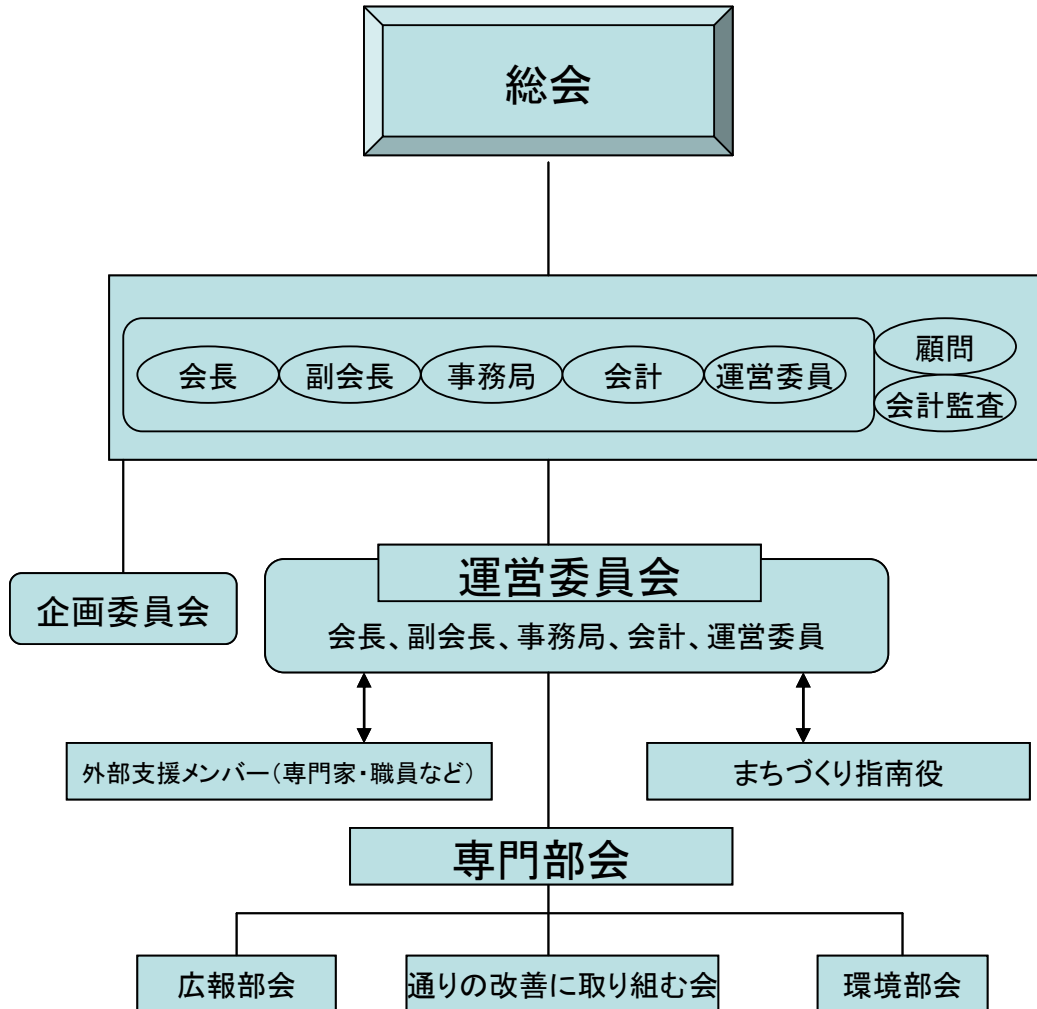 総会
会長
副会長
事務局
会計
運営委員
顧問
会計監査
企画委員会
運営委員会
会長、副会長、事務局、会計、運営委員
外部支援メンバー（専門家・職員など）
まちづくり指南役
専門部会
広報部会
通りの改善に取り組む会
環境部会